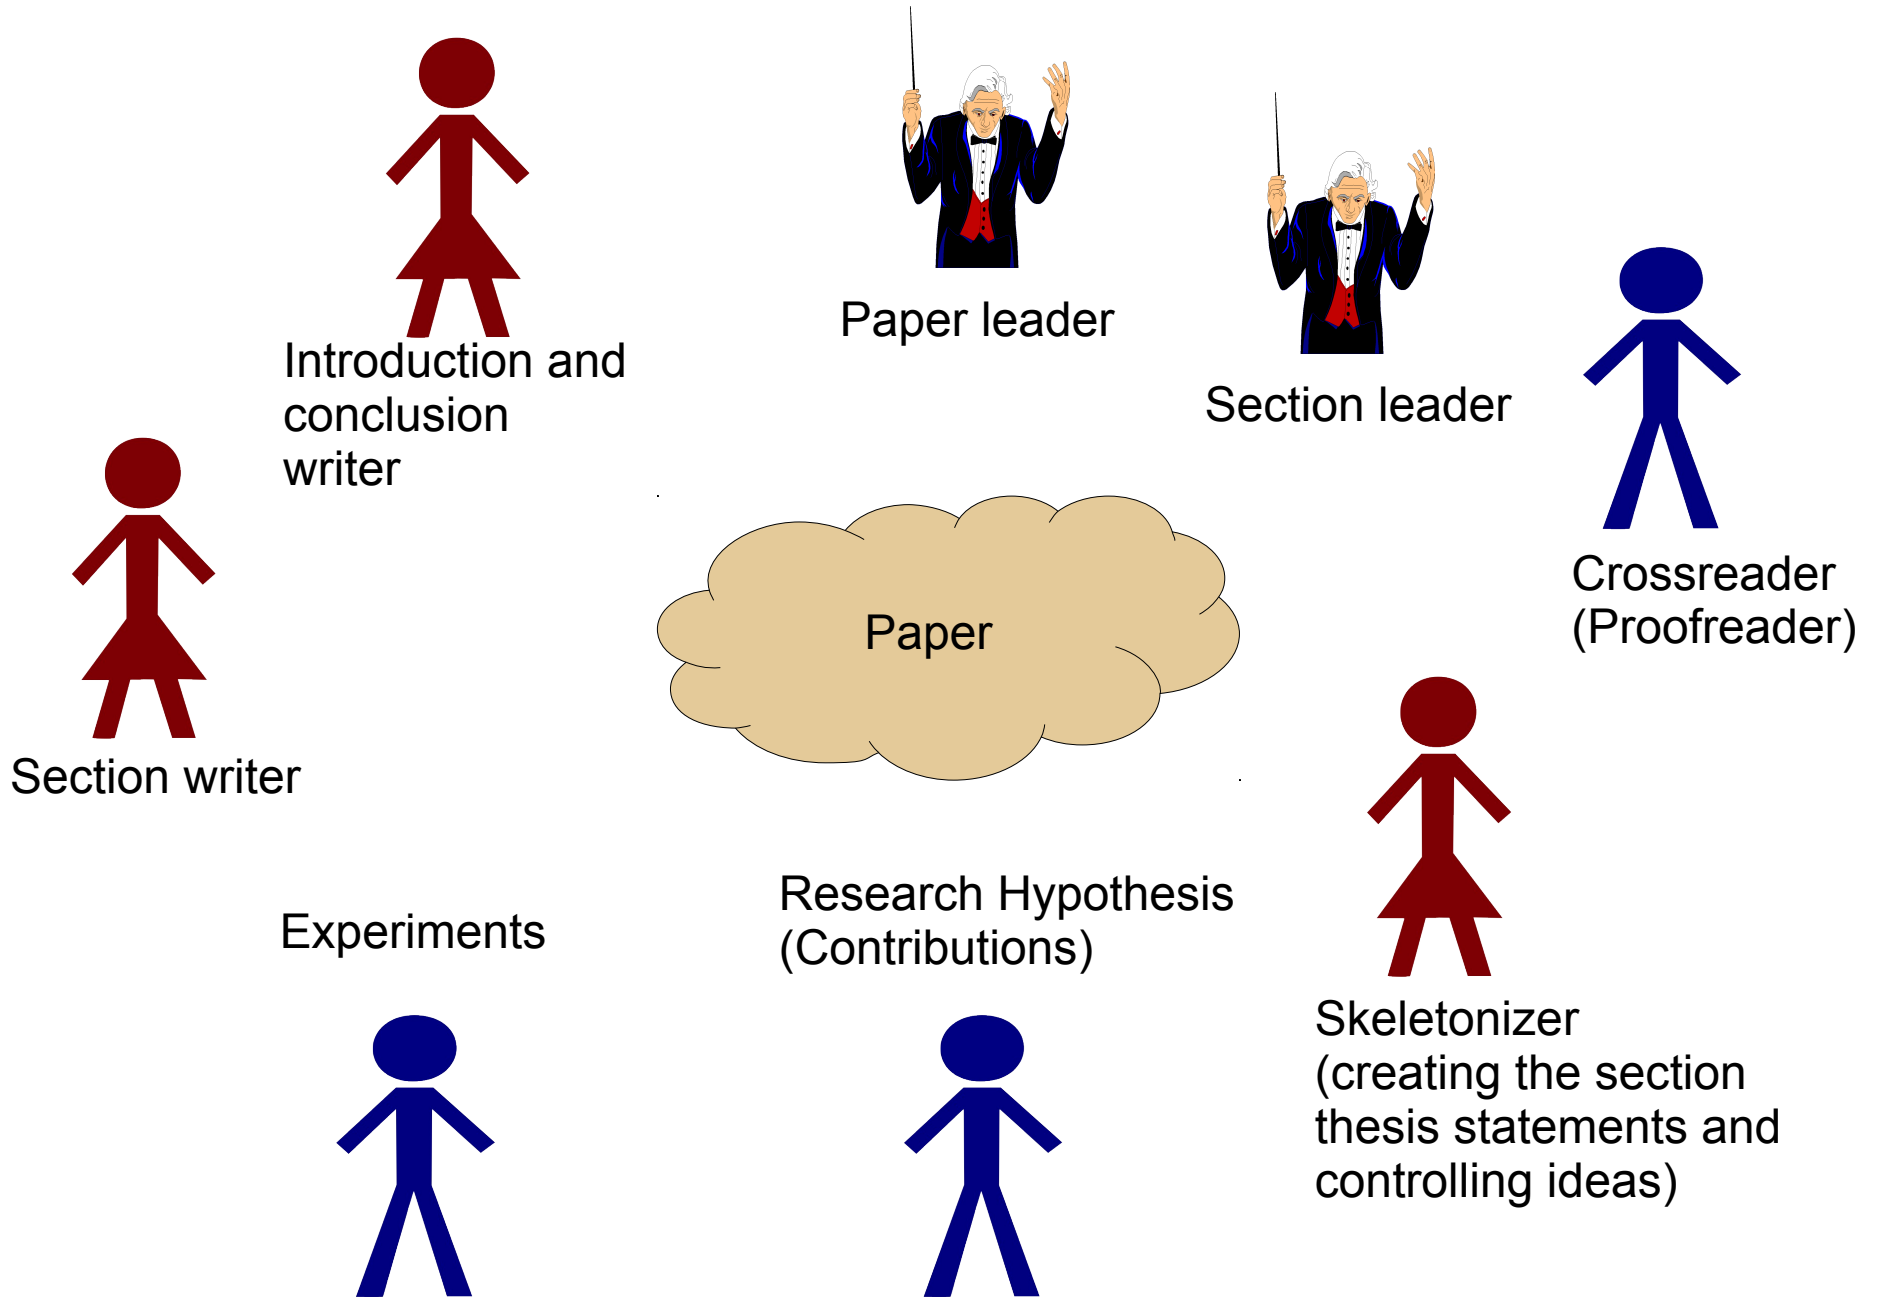 Paper leader
Introduction and
conclusion
writer
Section leader
Crossreader
(Proofreader)
Paper
Section writer
Research Hypothesis
(Contributions)
Experiments
Skeletonizer
(creating the section
thesis statements and
controlling ideas)